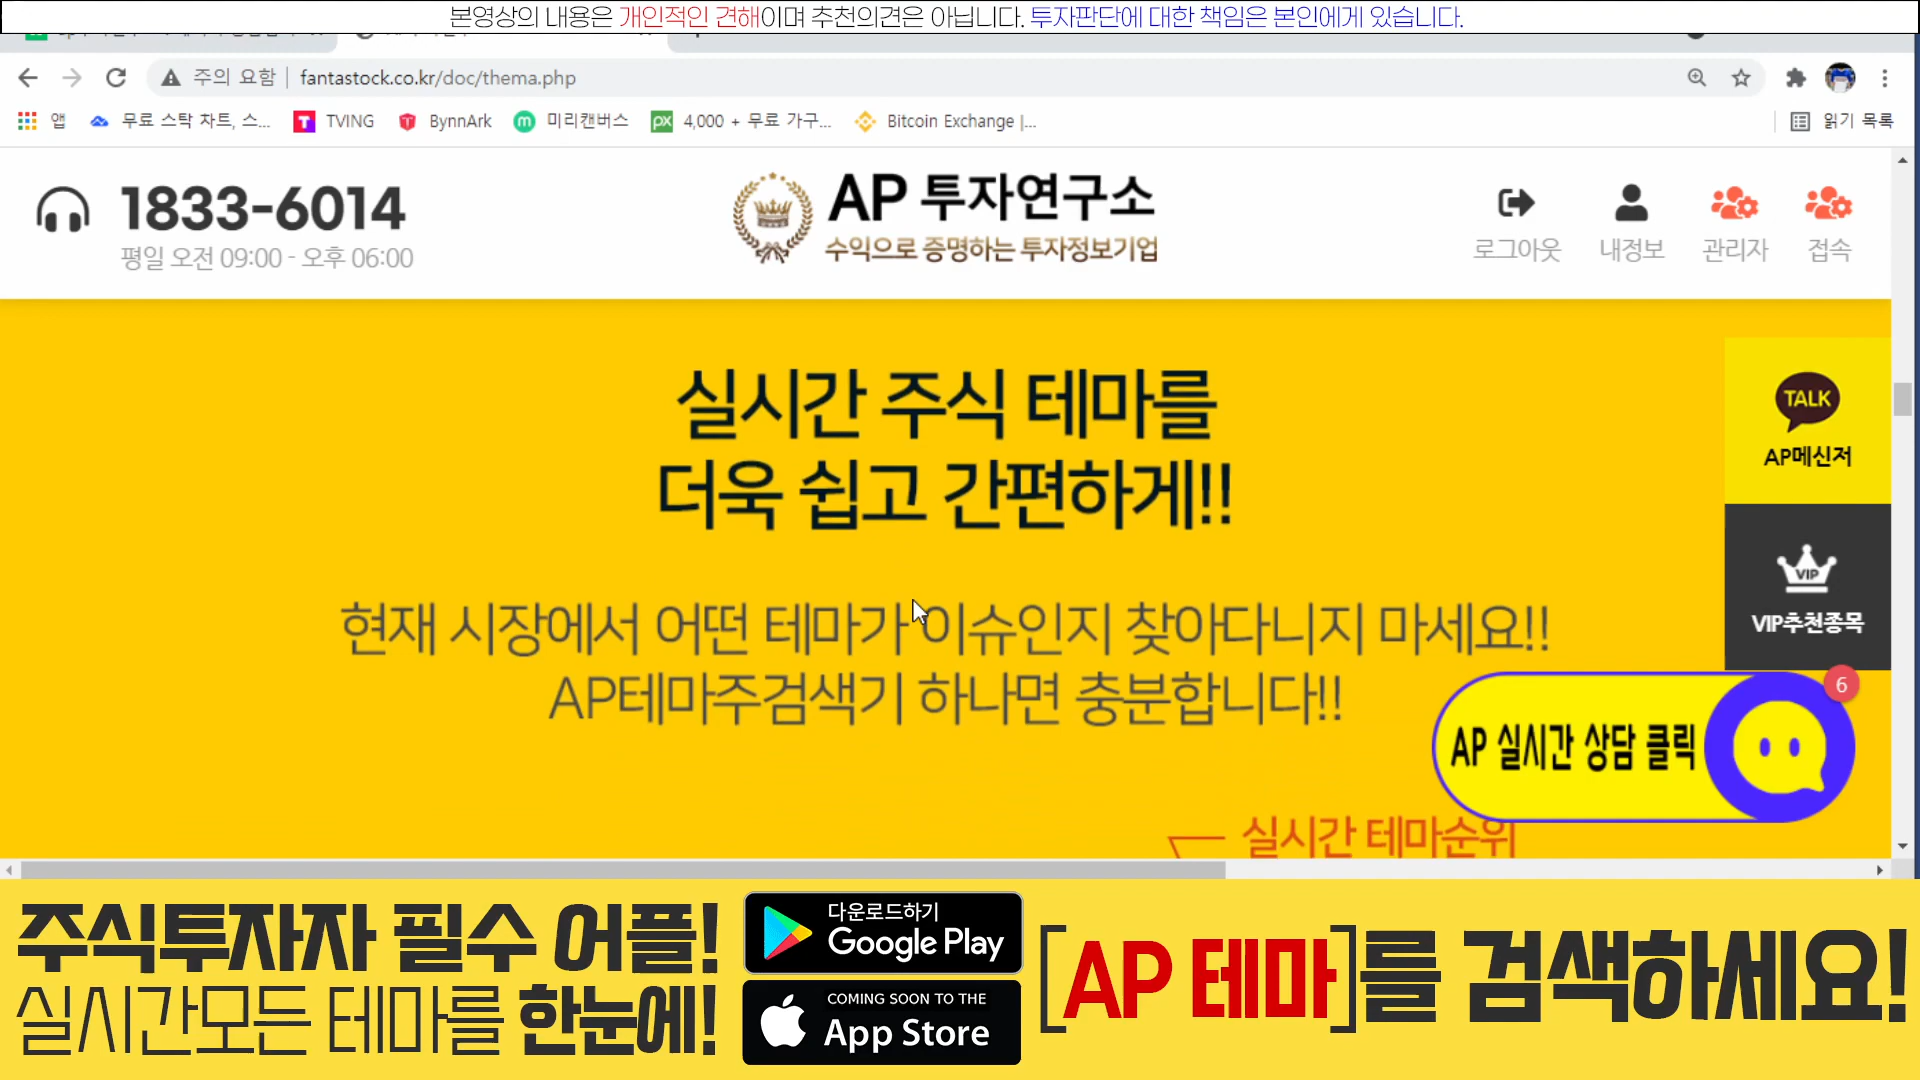 본영상의 내용은 개인적인 견해이며 추천의견은 아닙니다. 투자판단에 대한 책임은 본인에게 있습니다.
주의 요함 | fantastock.co.kr/doc/thema.php
앱 무료 스탁 차트, 스... TVING BynnArk 미리캔버스 4,000 + 무료 가구... Bitcoin Exchange |... 읽기 목록
1833-6014
평일 오전 09:00 - 오후 06:00
AP 투자연구소
수익으로 증명하는 투자정보기업
로그아웃 내정보 관리자 접속
실시간 주식 테마를
더욱 쉽고 간편하게!!
현재 시장에서 어떤 테마가 이슈인지 찾아다니지 마세요!!
AP테마주검색기 하나면 충분합니다!!
TALK
AP메신저
VIP
VIP추천종목
6
AP 실시간 상담 클릭
실시간 테마순위
주식투자자 필수 어플!
실시간모든 테마를 한눈에!
다운로드하기
Google Play
COMING SOON TO THE
App Store
[AP 테마]를 검색하세요!